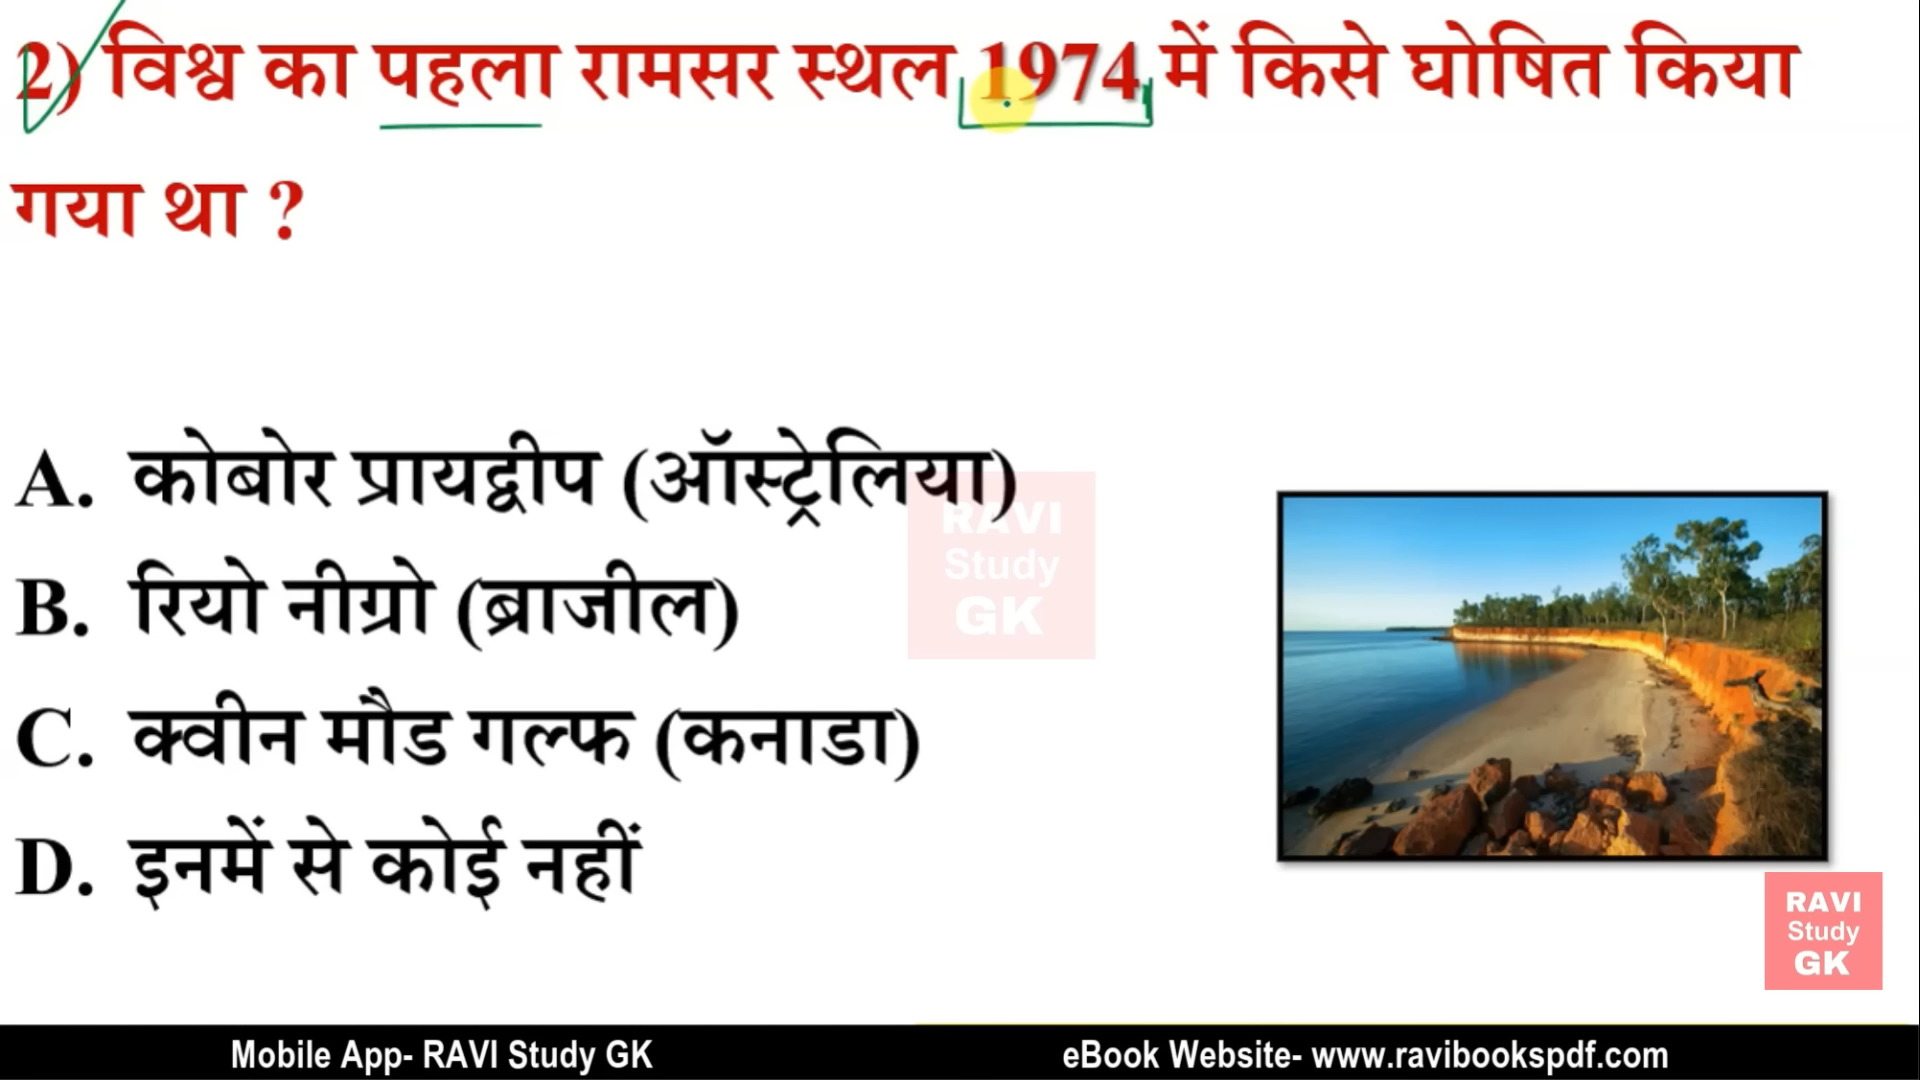 2) विश्व का पहला रामसर स्थल 1974 में किसे घोषित किया
गया था ?
A. कोबोर प्रायद्वीप (ऑस्ट्रेलिया)
B. रियो नीग्रो (ब्राजील)
C. क्वीन मौड गल्फ (कनाडा)
D. इनमें से कोई नहीं
RAVI
Study
GK
RAVI
Study
GK
Mobile App- RAVI Study GK
eBook Website- www.ravibookspdf.com